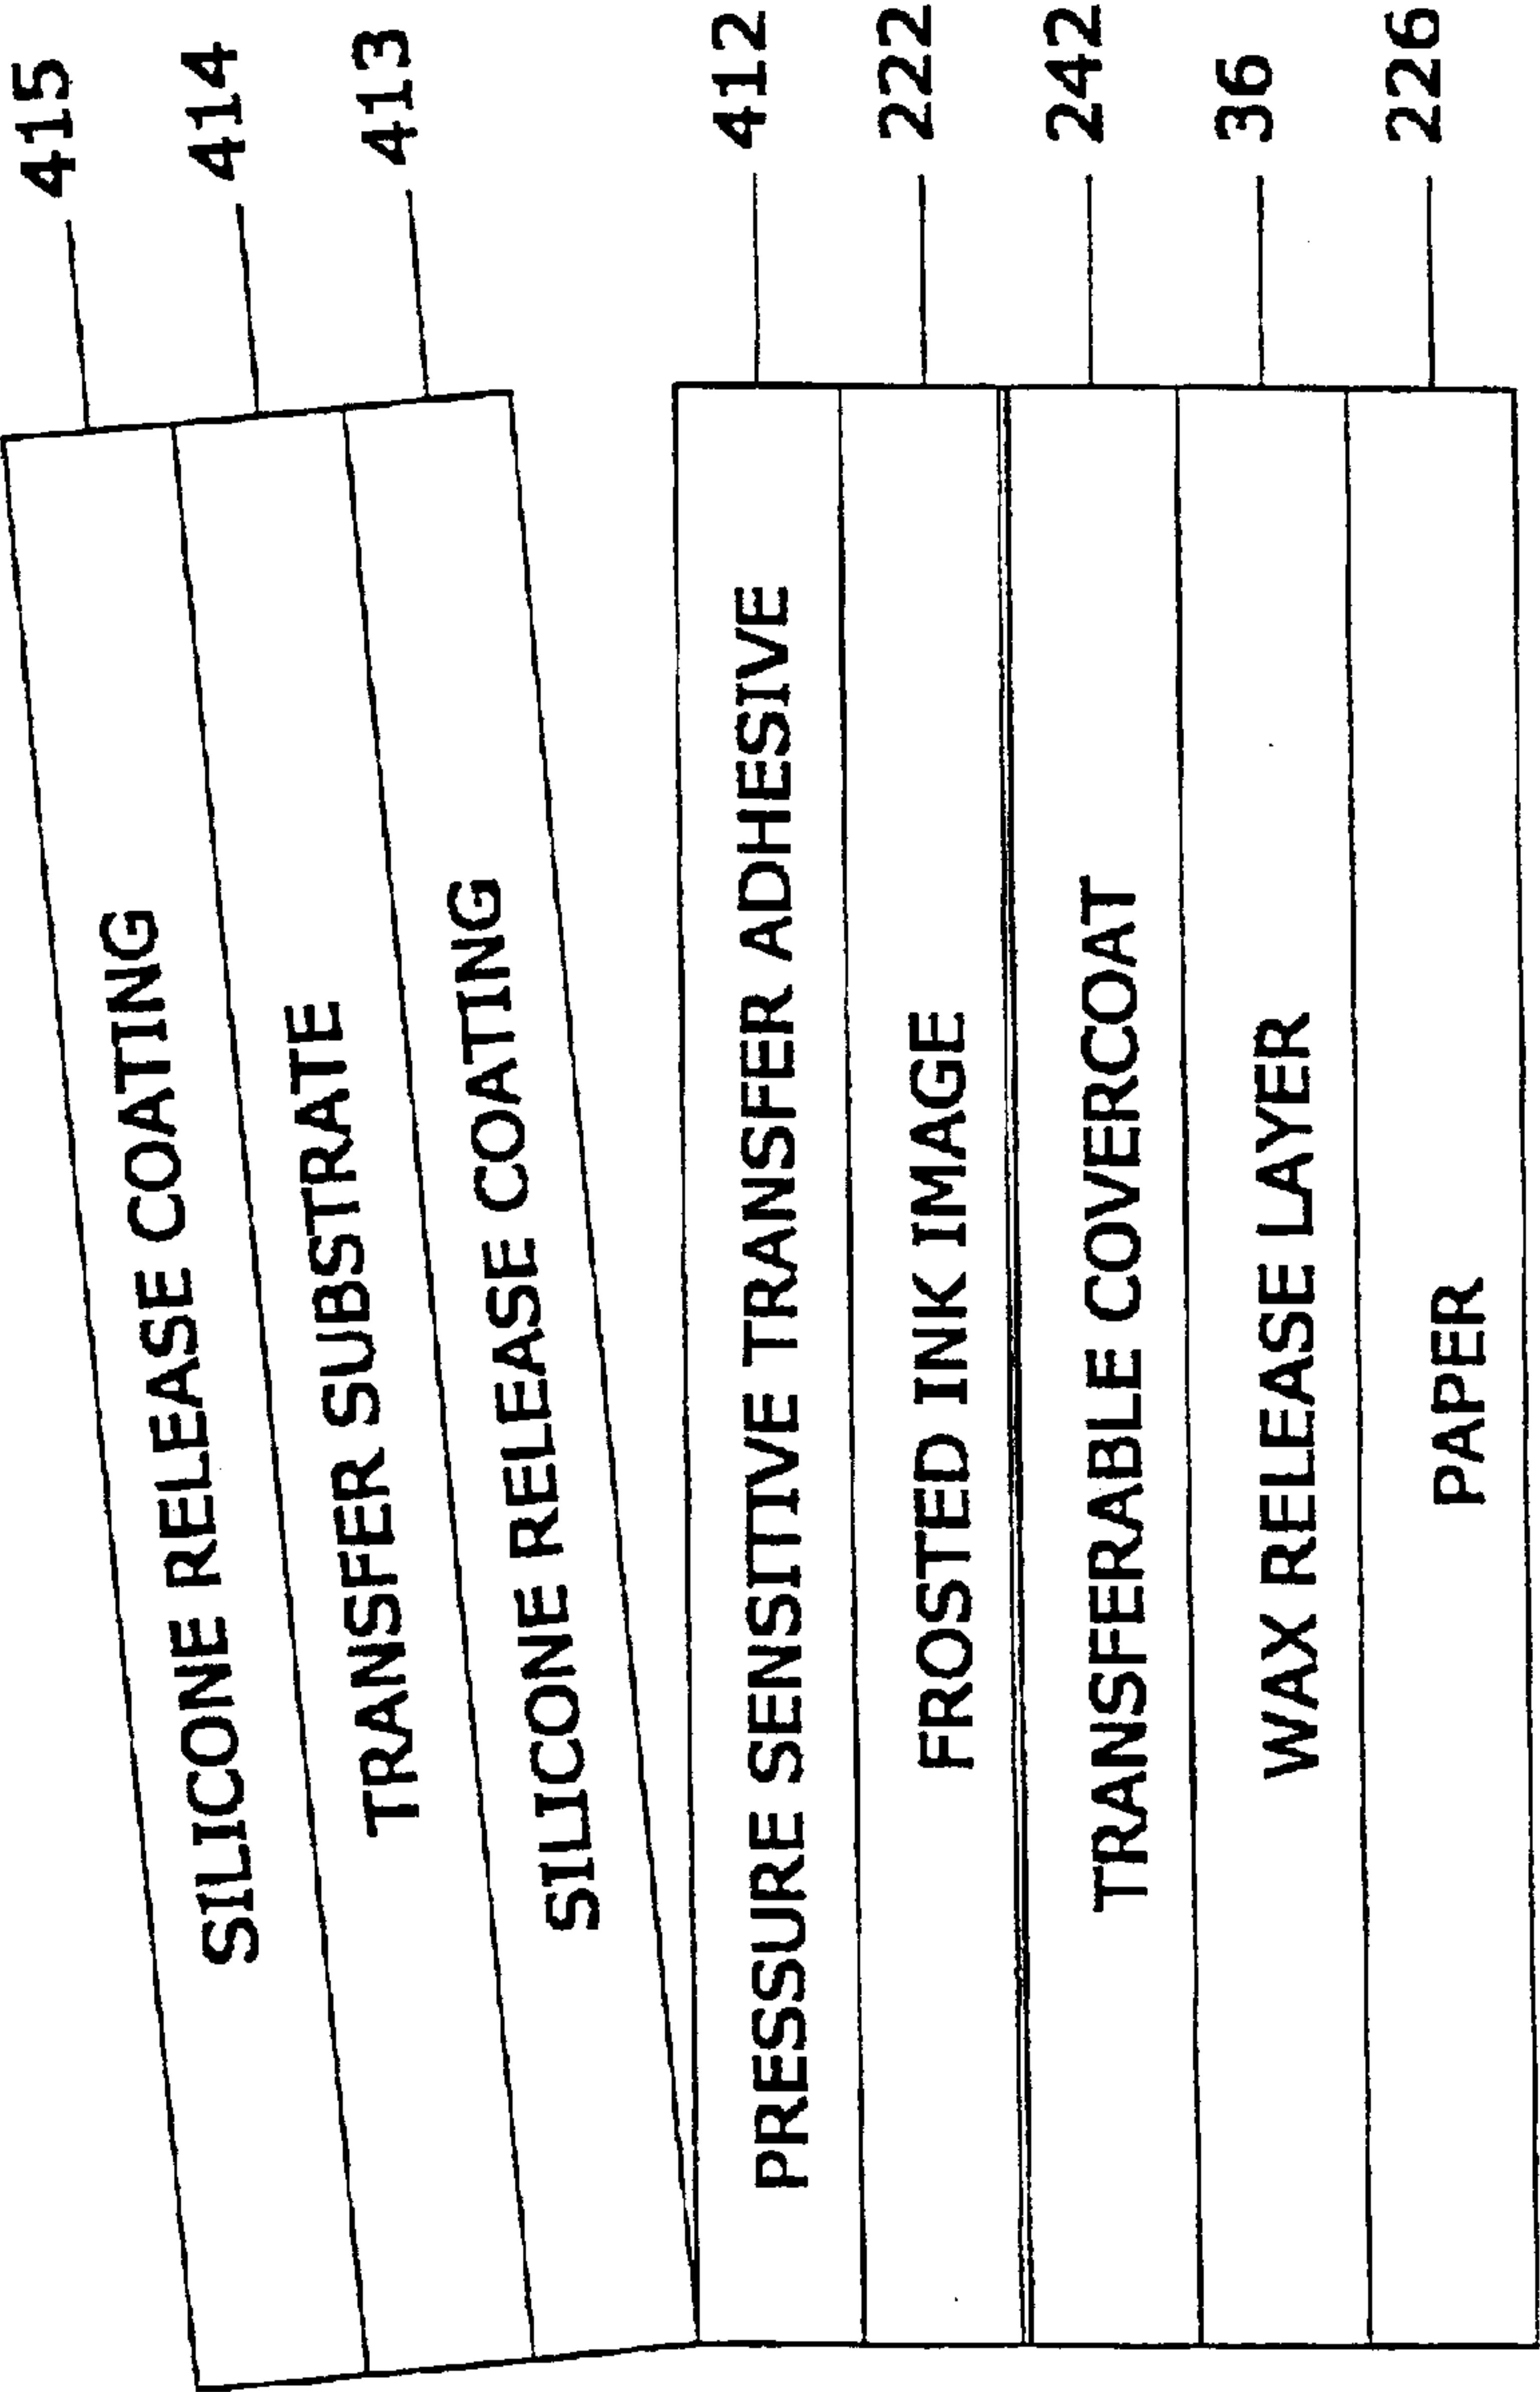 SILICONE RELEASE COATING 415
TRANSFER SUBSTRATE 414
SILICONE RELEASE COATING 413
PRESSURE SENSITIVE TRANSFER ADHESIVE 412
FROSTED INK IMAGE 222
TRANSFERABLE COVERCOAT 242
WAX RELEASE LAYER 36
PAPER 226